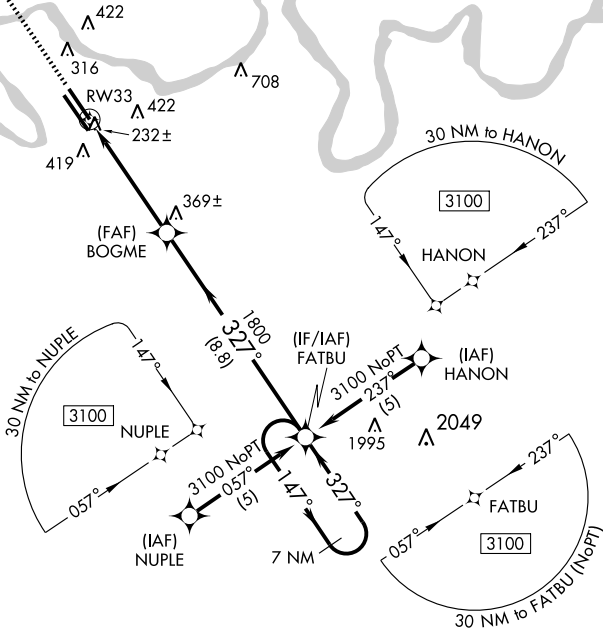 422
316
708
RW33
422
232±
419
30 NM to HANON
3100
147°
237°
HANON
369±
(FAF)
BOGME
1800
327°
(8.8)
(IF/IAF)
FATBU
3100 NoPT
237°
(5)
(IAF)
HANON
30 NM to NUPLE
147°
3100
NUPLE
057°
1995
2049
3100 NoPT
057°
(5)
147°
327°
(IAF)
NUPLE
7 NM
237°
FATBU
057°
3100
30 NM to FATBU (NoPT)